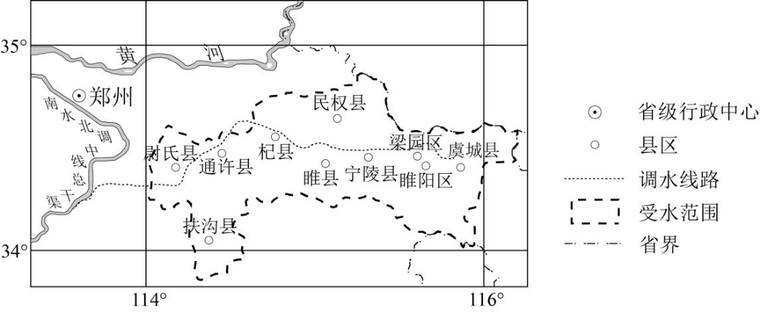 35°
34°
114°
116°
黄河
郑州
南水北调中线总干渠
民权县
尉氏县
通许县
杞县
睢县
宁陵县
梁园区
睢阳区
虞城县
扶沟县
省级行政中心
县区
调水线路
受水范围
省界